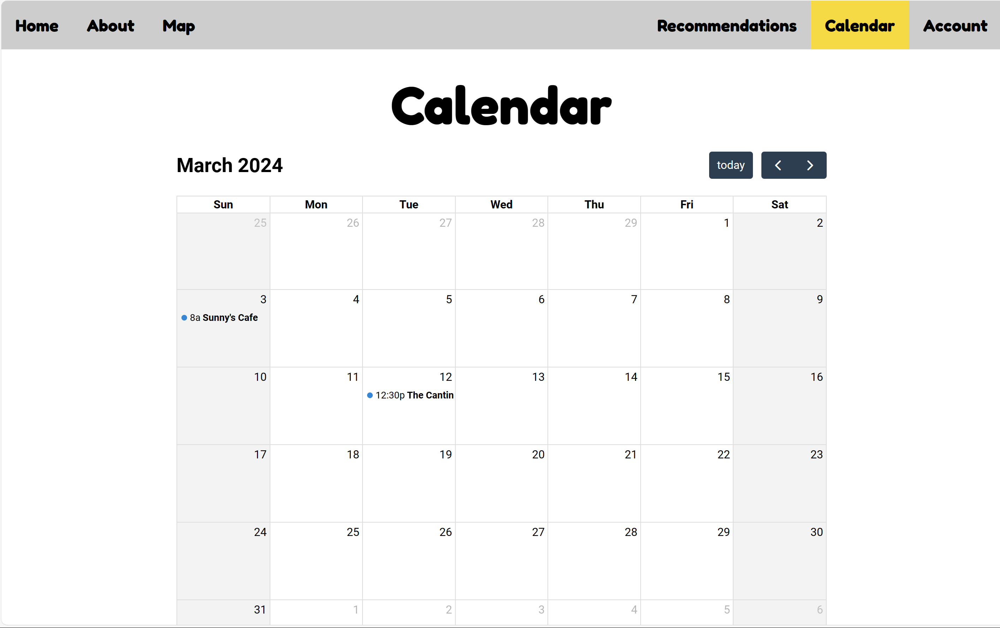 Home About Map Recommendations Calendar Account
Calendar
March 2024
today
Sun Mon Tue Wed Thu Fri Sat
25 26 27 28 29 1 2
3 4 5 6 7 8 9
8a Sunny's Cafe
10 11 12 13 14 15 16
12:30p The Cantin
17 18 19 20 21 22 23
24 25 26 27 28 29 30
31 1 2 3 4 5 6